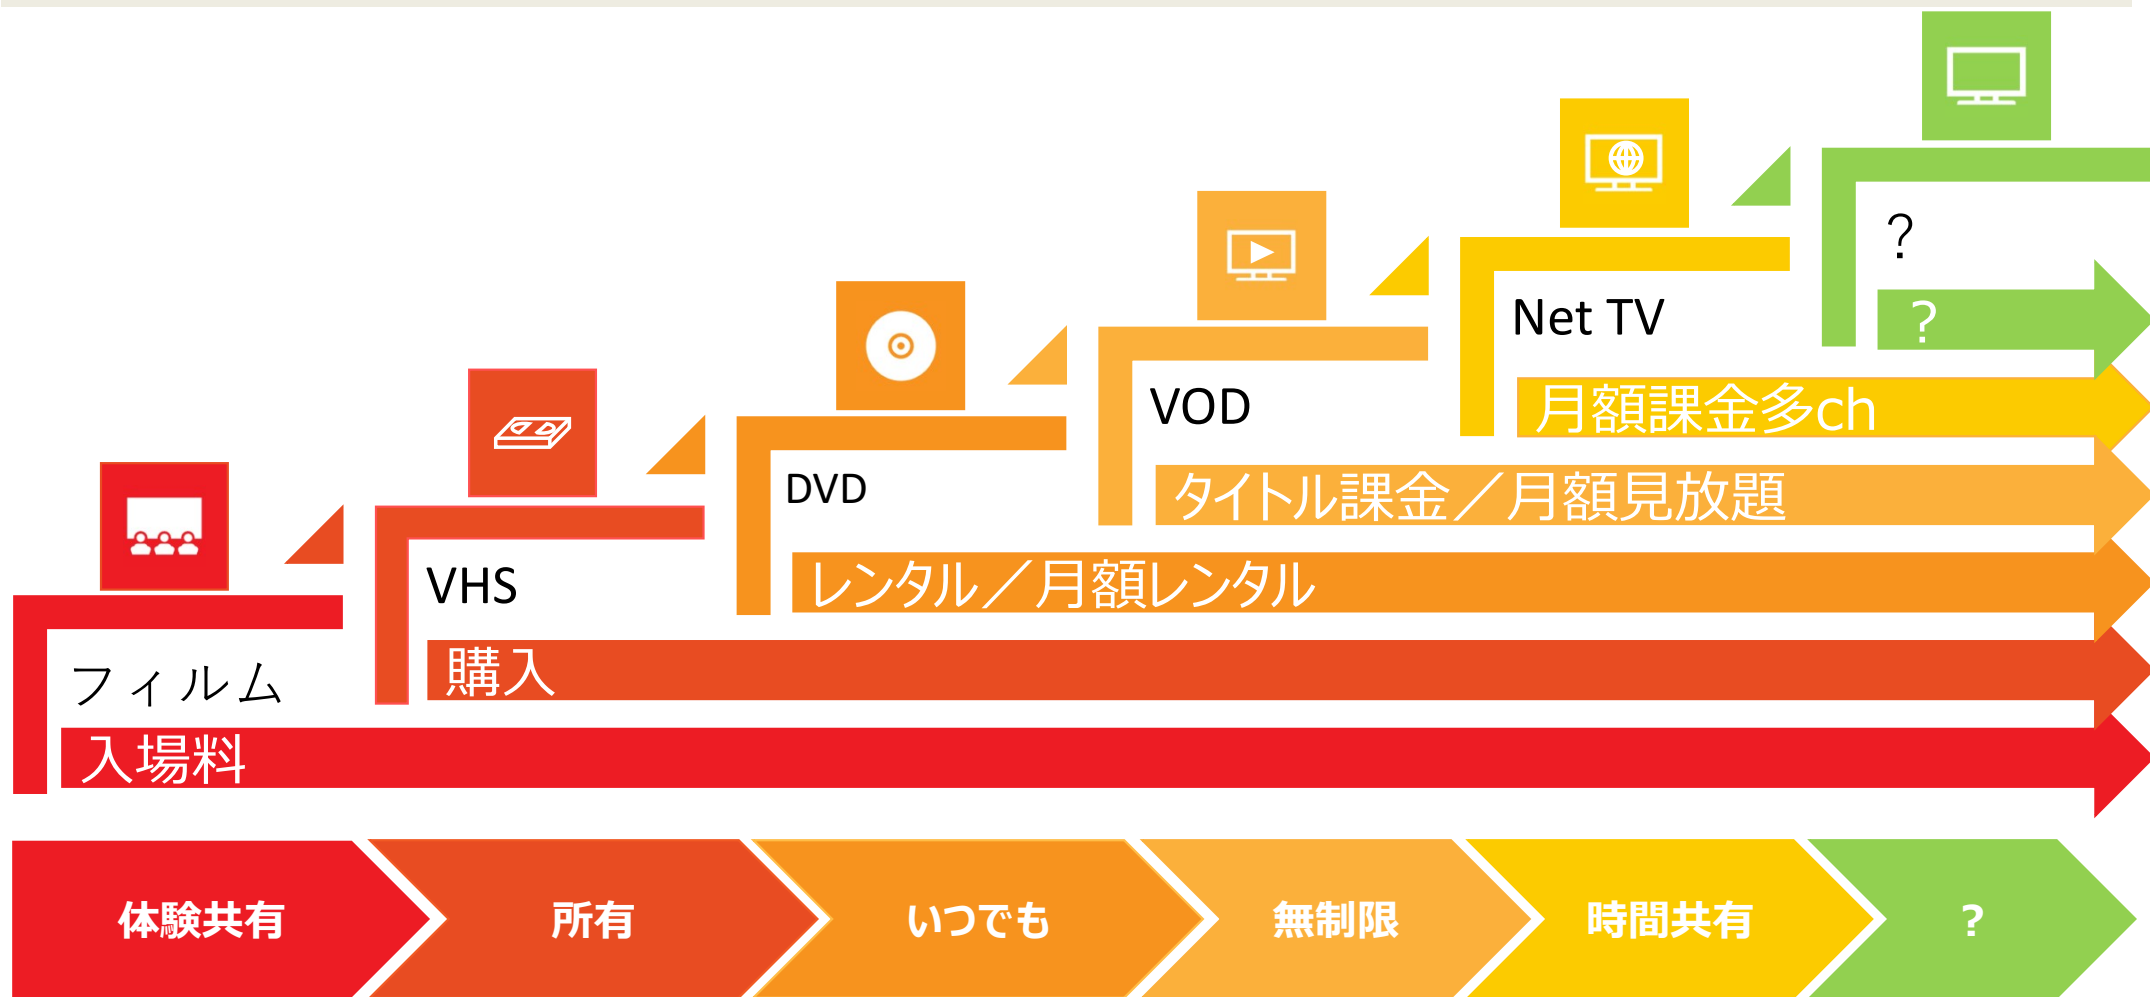 フィルム
入場料
VHS
購入
DVD
レンタル／月額レンタル
VOD
タイトル課金／月額見放題
Net TV
月額課金多ch
？
？
体験共有
所有
いつでも
無制限
時間共有
？